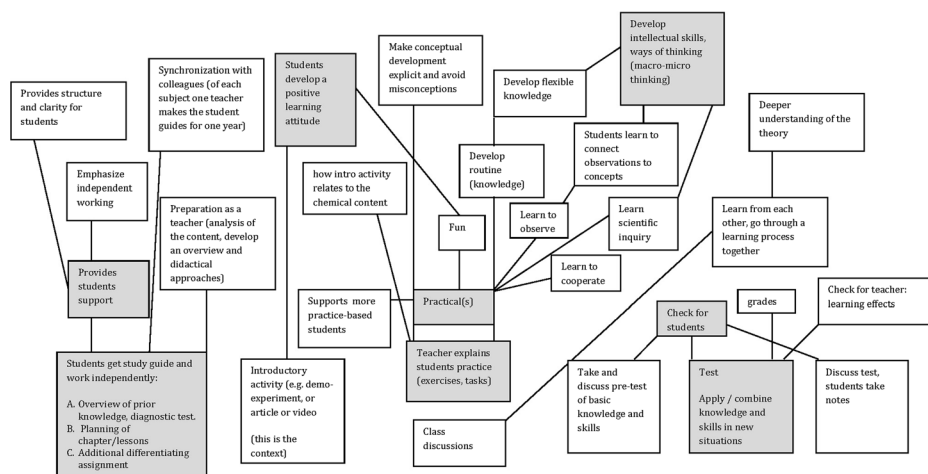 Provides structure
and clarity for
students
Synchronization with
colleagues (of each
subject one teacher
makes the student
guides for one year)
Students
develop a
positive learning
attitude
Make conceptual
development
explicit and avoid
misconceptions
Develop flexible
knowledge
Develop
intellectual skills,
ways of thinking
(macro-micro
thinking)
Deeper
understanding of the
theory
Emphasize
independent
working
Preparation as a
teacher (analysis of
the content, develop
an overview and
didactical
approaches)
how intro activity
relates to the
chemical content
Develop
routine
(knowledge)
Students learn to
connect
observations to
concepts
Fun
Learn to
observe
Learn
scientific
inquiry
Learn from each
other, go through a
learning process
together
Provides
students
support
Supports more
practice-based
students
Practical(s)
Learn to
cooperate
Check for
students
grades
Check for teacher:
learning effects
Students get study guide and
work independently:
A. Overview of prior
knowledge, diagnostic test.
B. Planning of
chapter/lessons
C. Additional differentiating
assignment
Introductory
activity (e.g. demo-
experiment, or
article or video
(this is the
context)
Teacher explains
students practice
(exercises, tasks)
Class
discussions
Take and
discuss pre-test
of basic
knowledge and
skills
Test
Apply / combine
knowledge and
skills in new
situations
Discuss test,
students take
notes